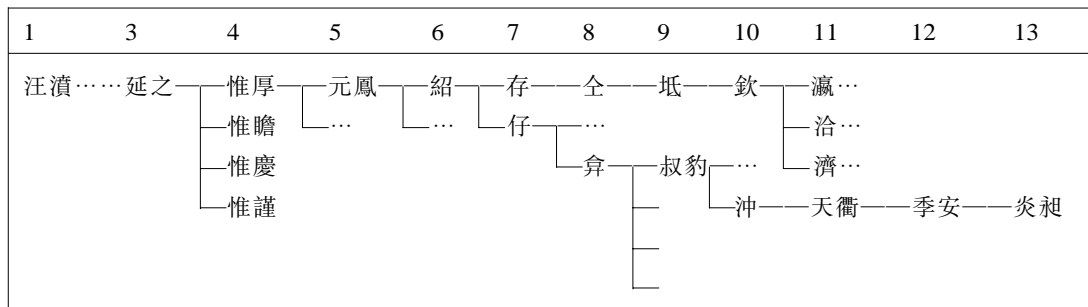 1 3 4 5 6 7 8 9 10 11 12 13
汪濆……延之 惟厚 元鳳 紹 存 仝 坻 欽 瀛…
惟瞻 … … 仔 … 洽…
惟慶 弇 叔豹 … 濟…
惟謹 沖 天衢 季安 炎昶